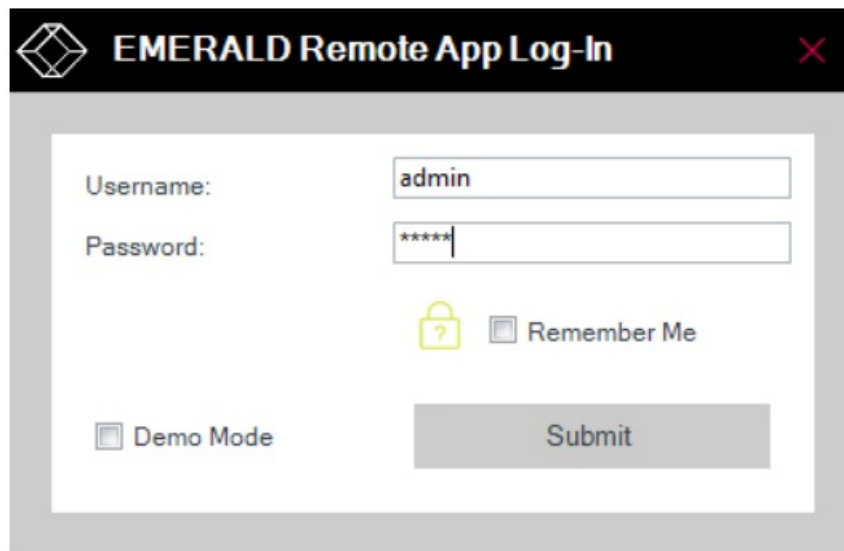 EMERALD Remote App Log-In
Username: admin
Password: *****
? Remember Me
Demo Mode Submit